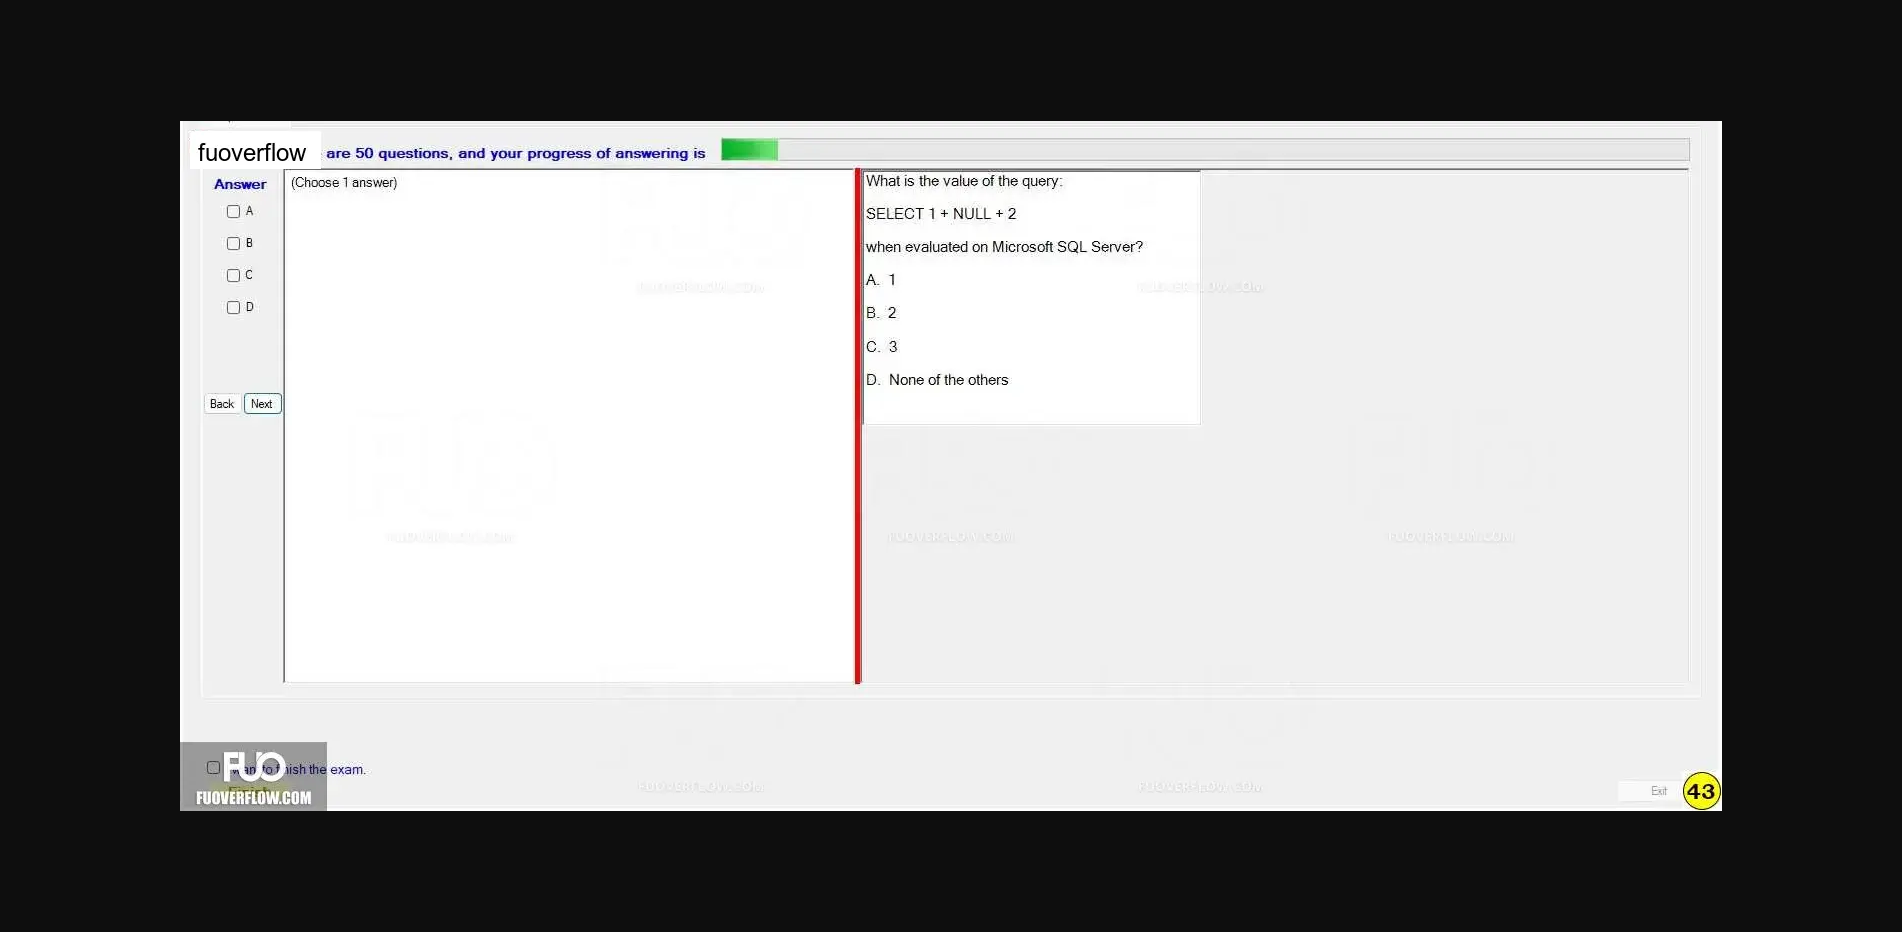 fuoverflow are 50 questions, and your progress of answering is
Answer
A
B
C
D
Back Next
(Choose 1 answer)
What is the value of the query:
SELECT 1 + NULL + 2
when evaluated on Microsoft SQL Server?
A. 1
B. 2
C. 3
D. None of the others
FUOVERFLOW.COM FUOVERFLOW.COM
FUOVERFLOW.COM FUOVERFLOW.COM FUOVERFLOW.COM
FUOVERFLOW.COM FUOVERFLOW.COM
want to finish the exam.
Finish
FUO
FUOVERFLOW.COM
Exit 43